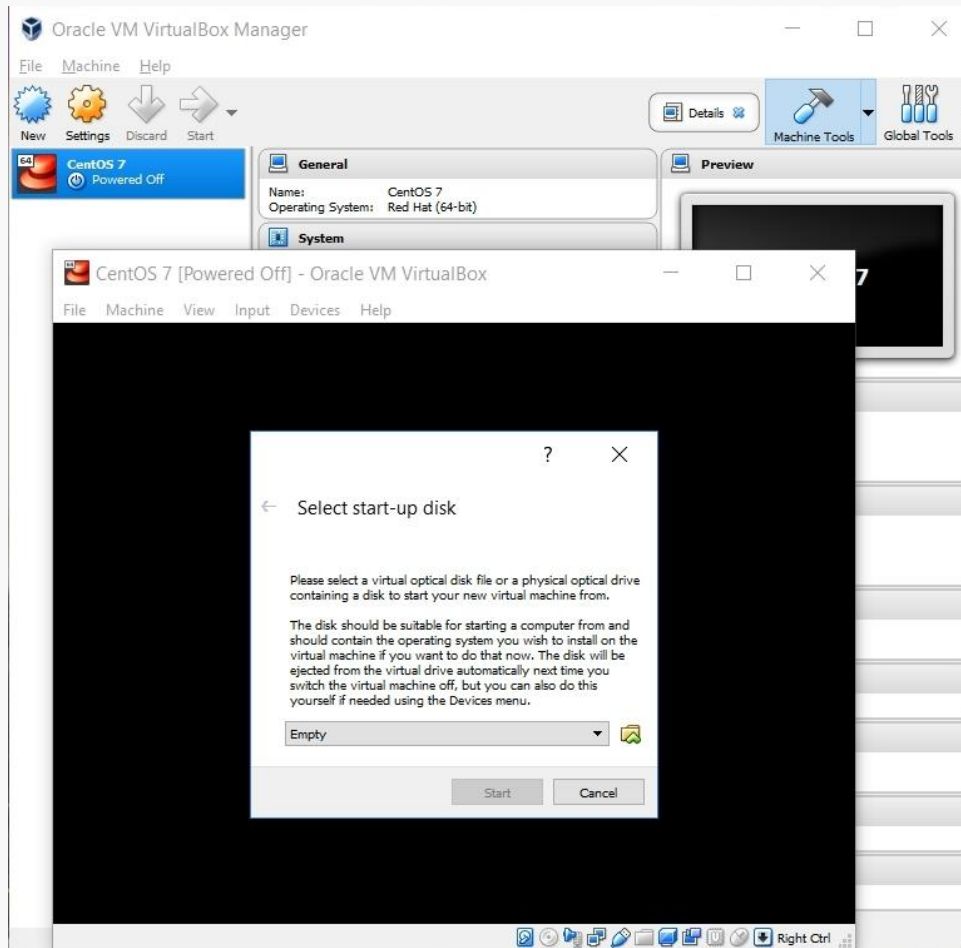 Oracle VM VirtualBox Manager
File Machine Help
New Settings Discard Start Details Machine Tools Global Tools
64 CentOS 7
Powered Off
General
Name: CentOS 7
Operating System: Red Hat (64-bit)
System
Preview
7
64 CentOS 7 [Powered Off] - Oracle VM VirtualBox
File Machine View Input Devices Help
?
Select start-up disk
Please select a virtual optical disk file or a physical optical drive
containing a disk to start your new virtual machine from.
The disk should be suitable for starting a computer from and
should contain the operating system you wish to install on the
virtual machine if you want to do that now. The disk will be
ejected from the virtual drive automatically next time you
switch the virtual machine off, but you can also do this
yourself if needed using the Devices menu.
Empty
Start Cancel
Right Ctrl